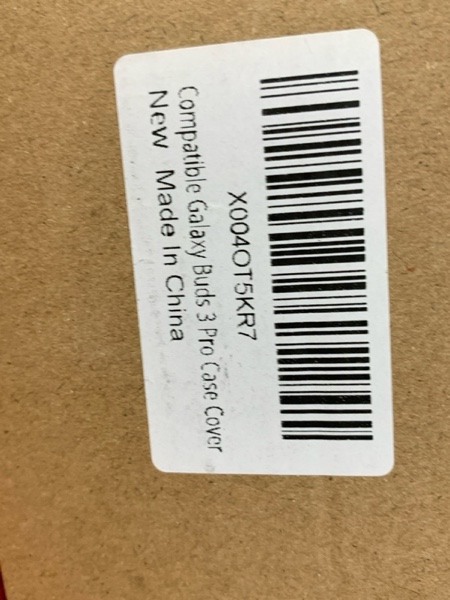 X004OT5KR7
Compatible Galaxy Buds 3 Pro Case Cover
New Made In China